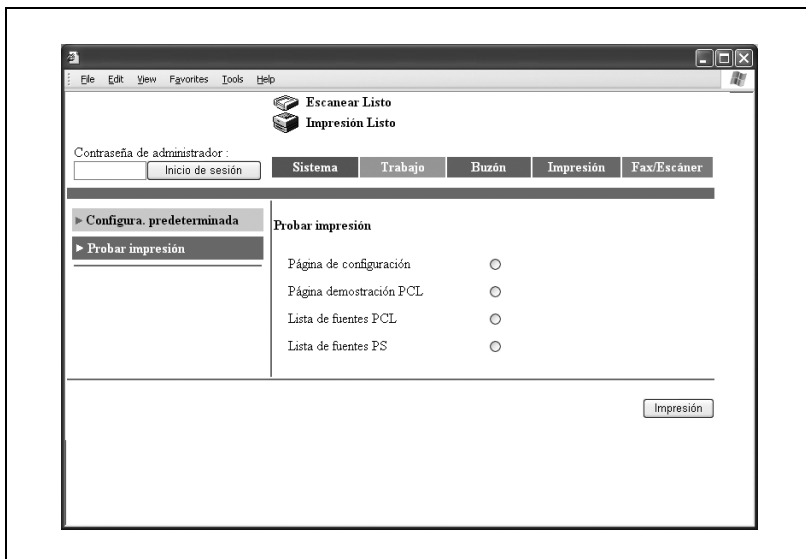 File Edit View Favorites Tools Help
Escanear Listo
Impresión Listo
Contraseña de administrador :
Inicio de sesión
Sistema Trabajo Buzón Impresión Fax/Escáner
Configura. predeterminada
Probar impresión
Probar impresión
Página de configuración
Página demostración PCL
Lista de fuentes PCL
Lista de fuentes PS
Impresión